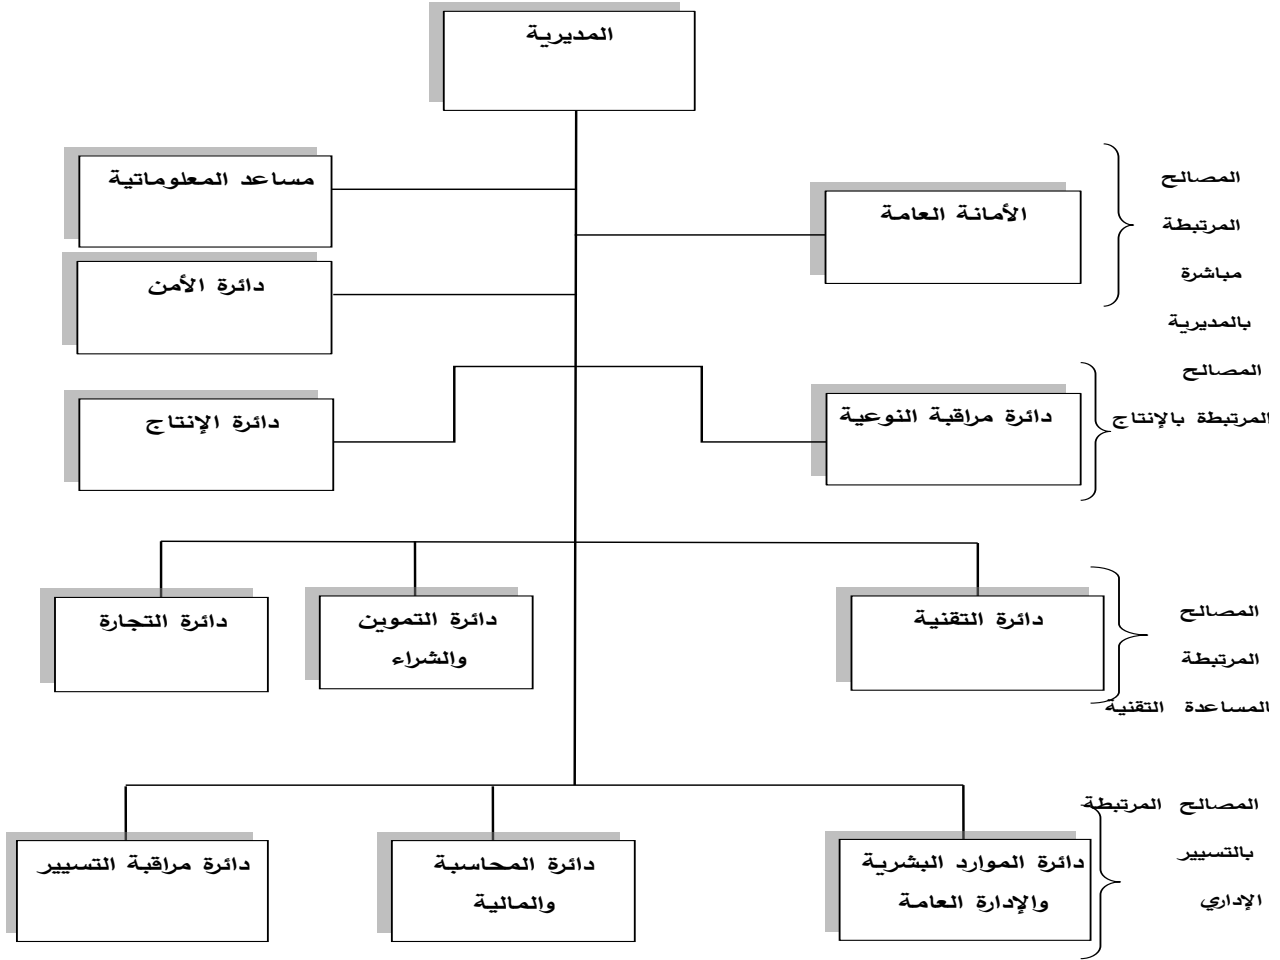 المديرية
مساعد المعلوماتية
الأمانة العامة
المصالح
المرتبطة
مباشرة
بالمديرية
دائرة الأمن
دائرة مراقبة النوعية
دائرة الإنتاج
المصالح
المرتبطة بالإنتاج
دائرة التقنية
دائرة التموين
والشراء
دائرة التجارة
المصالح
المرتبطة
بالمساعدة التقنية
دائرة الموارد البشرية
والإدارة العامة
دائرة المحاسبة
والمالية
دائرة مراقبة التسيير
المصالح المرتبطة
بالتسيير
الإداري